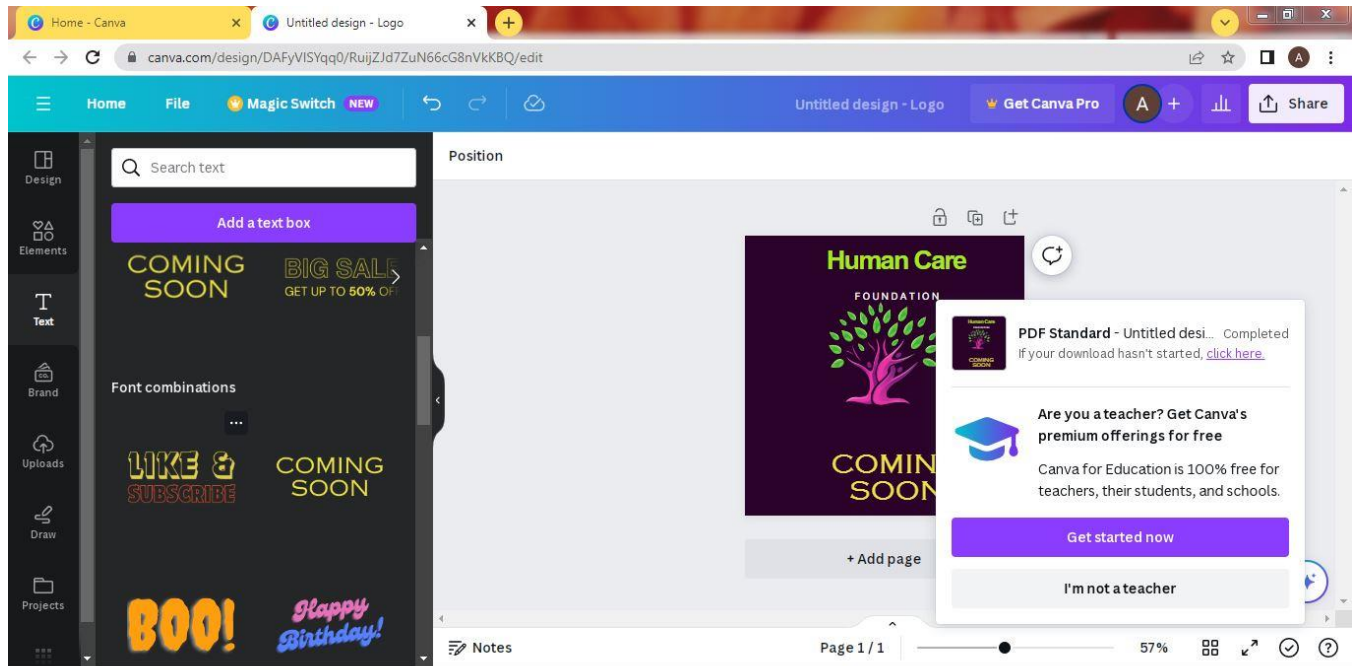 Home - Canva
Untitled design - Logo
canva.com/design/DAFyVISYqq0/RuijZJd7ZuN66cG8nVkKBQ/edit
A
Home File Magic Switch NEW Untitled design - Logo Get Canva Pro A + Share
Design
Elements
T
Text
Brand
Uploads
Draw
Projects
Search text
Add a text box
COMING
SOON
BIG SALE
GET UP TO 50% OF
Font combinations
LIKE &
SUBSCRIBE
COMING
SOON
BOO!
Happy
Birthday!
Position
Human Care
FOUNDATION
COMIN
SOON
+ Add page
Human Care
COMING
SOON
PDF Standard - Untitled desi... Completed
If your download hasn't started, click here.
Are you a teacher? Get Canva's
premium offerings for free
Canva for Education is 100% free for
teachers, their students, and schools.
Get started now
I'm not a teacher
Notes
Page 1 / 1
57%